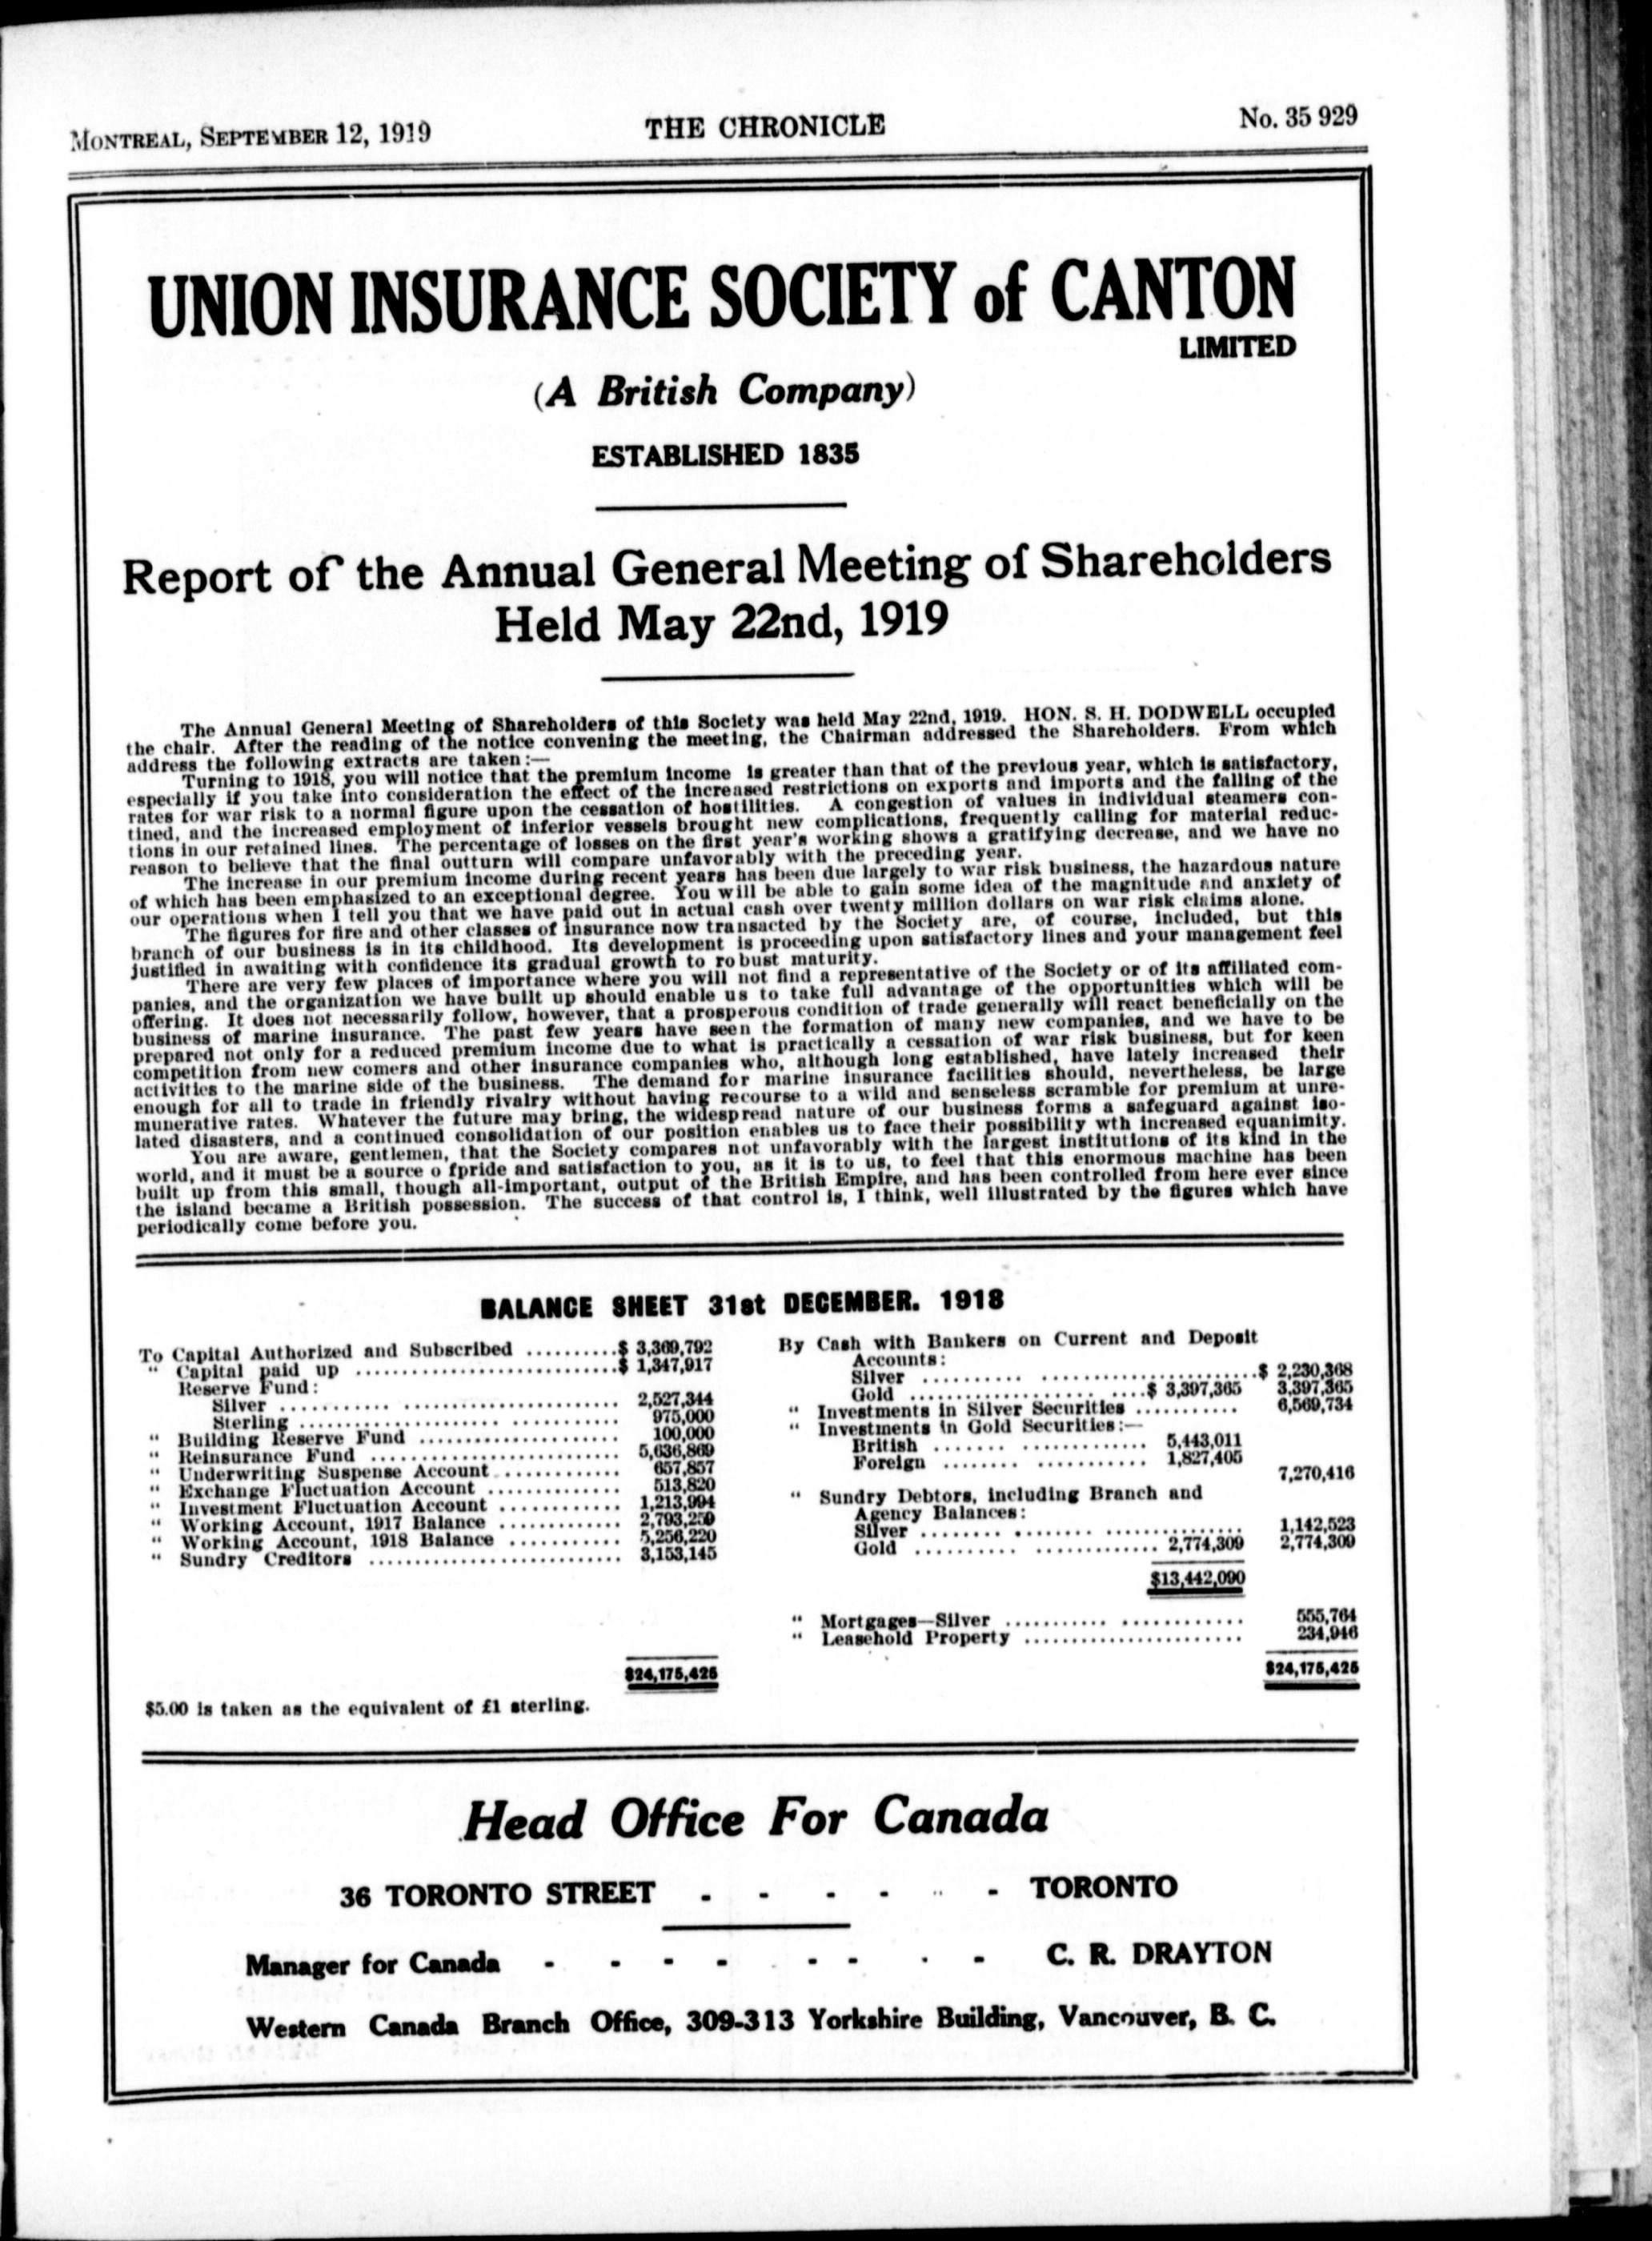 MONTREAL, SEPTEMBER 12, 1919 THE CHRONICLE No. 35 929
UNION INSURANCE SOCIETY of CANTON
LIMITED
(A British Company)
ESTABLISHED 1835
Report of the Annual General Meeting of Shareholders
Held May 22nd, 1919
The Annual General Meeting of Shareholders of this Society was held May 22nd, 1919. HON. S. H. DODWELL occupied
the chair. After the reading of the notice convening the meeting, the Chairman addressed the Shareholders. From which
address the following extracts are taken:—
Turning to 1918, you will notice that the premium income is greater than that of the previous year, which is satisfactory,
especially if you take into consideration the effect of the increased restrictions on exports and imports and the falling of the
rates for war risk to a normal figure upon the cessation of hostilities. A congestion of values in individual steamers con-
tined, and the increased employment of inferior vessels brought new complications, frequently calling for material reduc-
tions in our retained lines. The percentage of losses on the first year's working shows a gratifying decrease, and we have no
reason to believe that the final outturn will compare unfavorably with the preceding year.
The increase in our premium income during recent years has been due largely to war risk business, the hazardous nature
of which has been emphasized to an exceptional degree. You will be able to gain some idea of the magnitude and anxiety of
our operations when I tell you that we have paid out in actual cash over twenty million dollars on war risk claims alone.
The figures for fire and other classes of insurance now transacted by the Society are, of course, included, but this
branch of our business is in its childhood. Its development is proceeding upon satisfactory lines and your management feel
justified in awaiting with confidence its gradual growth to robust maturity.
There are very few places of importance where you will not find a representative of the Society or of its affiliated com-
panies, and the organization we have built up should enable us to take full advantage of the opportunities which will be
offering. It does not necessarily follow, however, that a prosperous condition of trade generally will react beneficially on the
business of marine insurance. The past few years have seen the formation of many new companies, and we have to be
prepared not only for a reduced premium income due to what is practically a cessation of war risk business, but for keen
competition from new comers and other insurance companies who, although long established, have lately increased their
activities to the marine side of the business. The demand for marine insurance facilities should, nevertheless, be large
enough for all to trade in friendly rivalry without having recourse to a wild and senseless scramble for premium at unre-
munerative rates. Whatever the future may bring, the widespread nature of our business forms a safeguard against iso-
lated disasters, and a continued consolidation of our position enables us to face their possibility wth increased equanimity.
You are aware, gentlemen, that the Society compares not unfavorably with the largest institutions of its kind in the
world, and it must be a source o fpride and satisfaction to you, as it is to us, to feel that this enormous machine has been
built up from this small, though all-important, output of the British Empire, and has been controlled from here ever since
the island became a British possession. The success of that control is, I think, well illustrated by the figures which have
periodically come before you.
BALANCE SHEET 31st DECEMBER. 1918
To Capital Authorized and Subscribed ..........$ 3,369,792
" Capital paid up ............................$ 1,347,917
Reserve Fund:
Silver .................................... 2,527,344
Sterling ................................. 975,000
" Building Reserve Fund ..................... 100,000
" Reinsurance Fund .......................... 5,636,869
" Underwriting Suspense Account ............ 657,857
" Exchange Fluctuation Account .............. 513,820
" Investment Fluctuation Account ............ 1,213,994
" Working Account, 1917 Balance ............. 2,793,259
" Working Account, 1918 Balance ............ 5,256,220
" Sundry Creditors .......................... 3,153,145
$24,175,425
$5.00 is taken as the equivalent of £1 sterling.
By Cash with Bankers on Current and Deposit
Accounts:
Silver ..................................$ 2,230,368
Gold ........................$ 3,397,365 3,397,365
" Investments in Silver Securities ........... 6,569,734
" Investments in Gold Securities:—
British ..................... 5,443,011
Foreign ................... 1,827,405
7,270,416
" Sundry Debtors, including Branch and
Agency Balances:
Silver ................................. 1,142,523
Gold ....................... 2,774,309 2,774,309
$13,442,090
" Mortgages—Silver ....................... 555,764
" Leasehold Property ....................... 234,946
$24,175,425
Head Office For Canada
36 TORONTO STREET - - - - - - TORONTO
Manager for Canada - - - - - - - - C. R. DRAYTON
Western Canada Branch Office, 309-313 Yorkshire Building, Vancouver, B. C.